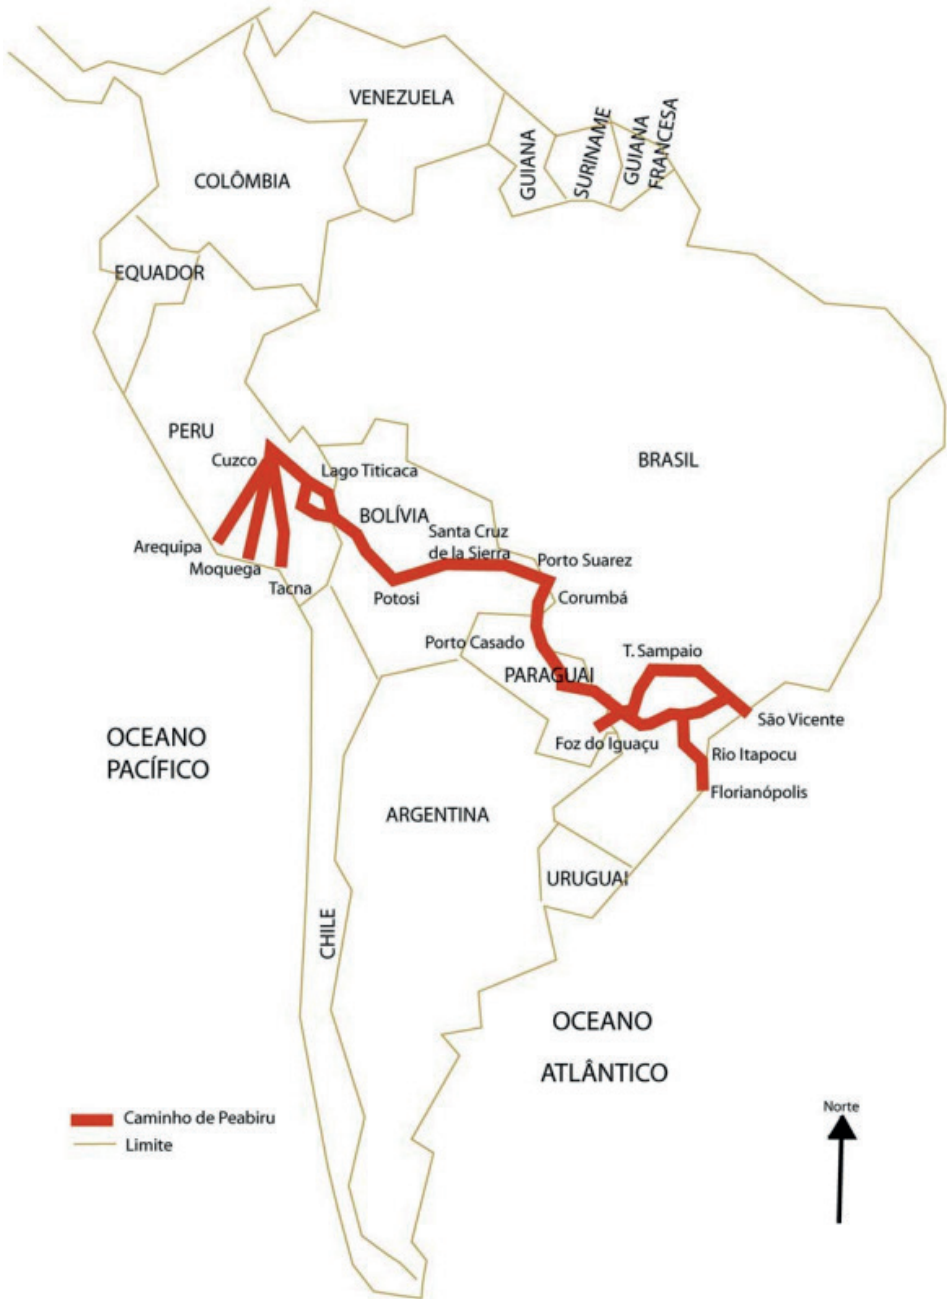 VENEZUELA
GUIANA
SURINAME
GUIANA
FRANCESA
COLÔMBIA
EQUADOR
PERU
Cuzco
Lago Titicaca
BRASIL
BOLÍVIA
Santa Cruz
de la Sierra
Arequipa
Moquega
Tacna
Potosi
Porto Suarez
Corumbá
Porto Casado
PARAGUAI
T. Sampaio
São Vicente
Foz do Iguaçu
Rio Itapocu
Florianópolis
OCEANO
PACÍFICO
ARGENTINA
URUGUAI
CHILE
OCEANO
ATLÂNTICO
Caminho de Peabiru
Limite
Norte